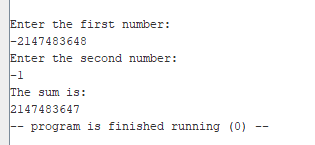 Enter the first number:
-2147483648
Enter the second number:
-1
The sum is:
2147483647
-- program is finished running (0) --